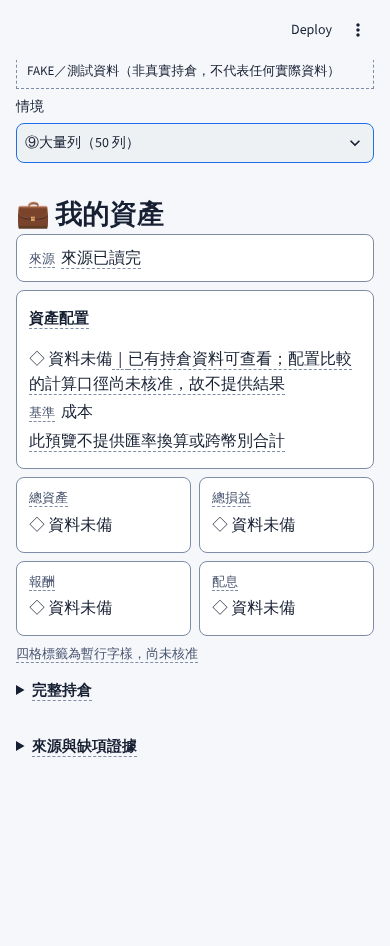 Deploy
FAKE／測試資料（非真實持倉，不代表任何實際資料）
情境
⑨大量列（50 列）
💼 我的資產
來源 來源已讀完
資產配置
◇ 資料未備｜已有持倉資料可查看；配置比較
的計算口徑尚未核准，故不提供結果
基準 成本
此預覽不提供匯率換算或跨幣別合計
總資產
◇ 資料未備
總損益
◇ 資料未備
報酬
◇ 資料未備
配息
◇ 資料未備
四格標籤為暫行字樣，尚未核准
完整持倉
來源與缺項證據